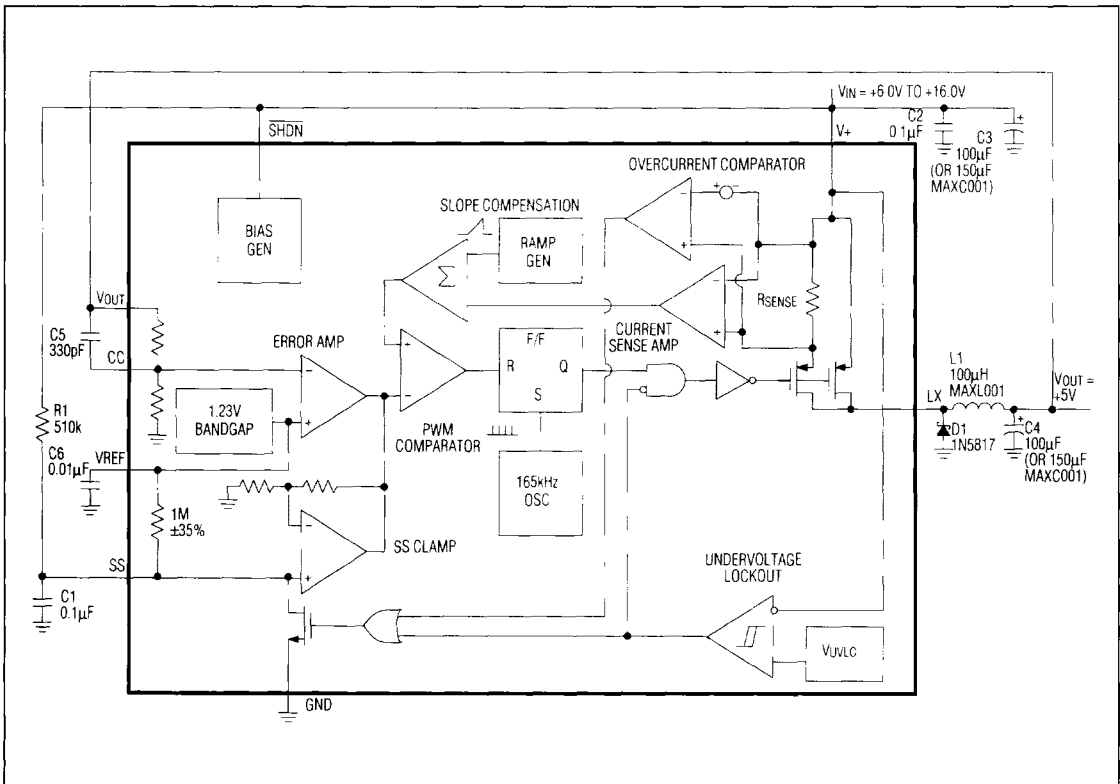 VIN = +6.0V TO +16.0V
SHDN
V+
C2
0.1µF
C3
100µF
(OR 150µF
MAXC001)
OVERCURRENT COMPARATOR
SLOPE COMPENSATION
BIAS
GEN
RAMP
GEN
Σ
RSENSE
VOUT
C5
330pF
CC
ERROR AMP
CURRENT
SENSE AMP
F/F
R
Q
S
L1
100µH
MAXL001
VOUT =
+5V
LX
D1
1N5817
C4
100µF
(OR 150µF
MAXC001)
R1
510k
1.23V
BANDGAP
PWM
COMPARATOR
C6
0.01µF
VREF
165kHz
OSC
1M
±35%
SS CLAMP
SS
UNDERVOLTAGE
LOCKOUT
C1
0.1µF
VUVLC
GND